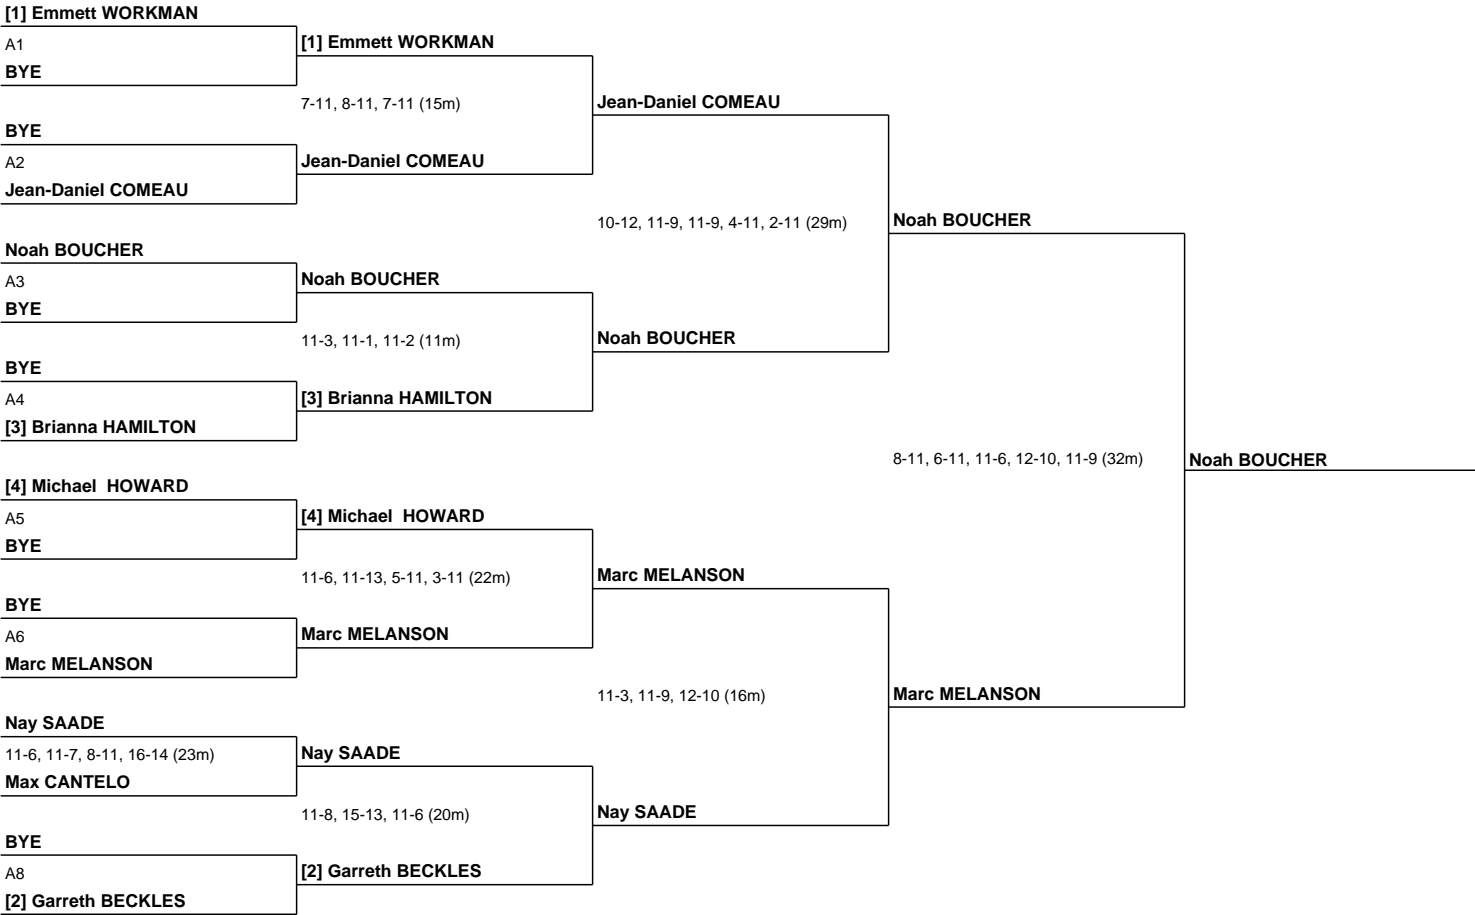 [1] Emmett WORKMAN
A1
BYE
BYE
A2
Jean-Daniel COMEAU
Noah BOUCHER
A3
BYE
BYE
A4
[3] Brianna HAMILTON
[4] Michael  HOWARD
A5
BYE
BYE
A6
Marc MELANSON
Nay SAADE
11-6, 11-7, 8-11, 16-14 (23m)
Max CANTELO
BYE
A8
[2] Garreth BECKLES
[1] Emmett WORKMAN
7-11, 8-11, 7-11 (15m)
Jean-Daniel COMEAU
Noah BOUCHER
11-3, 11-1, 11-2 (11m)
[3] Brianna HAMILTON
[4] Michael  HOWARD
11-6, 11-13, 5-11, 3-11 (22m)
Marc MELANSON
Nay SAADE
11-8, 15-13, 11-6 (20m)
[2] Garreth BECKLES
Jean-Daniel COMEAU
10-12, 11-9, 11-9, 4-11, 2-11 (29m)
Noah BOUCHER
Marc MELANSON
11-3, 11-9, 12-10 (16m)
Nay SAADE
Noah BOUCHER
8-11, 6-11, 11-6, 12-10, 11-9 (32m)
Marc MELANSON
Noah BOUCHER